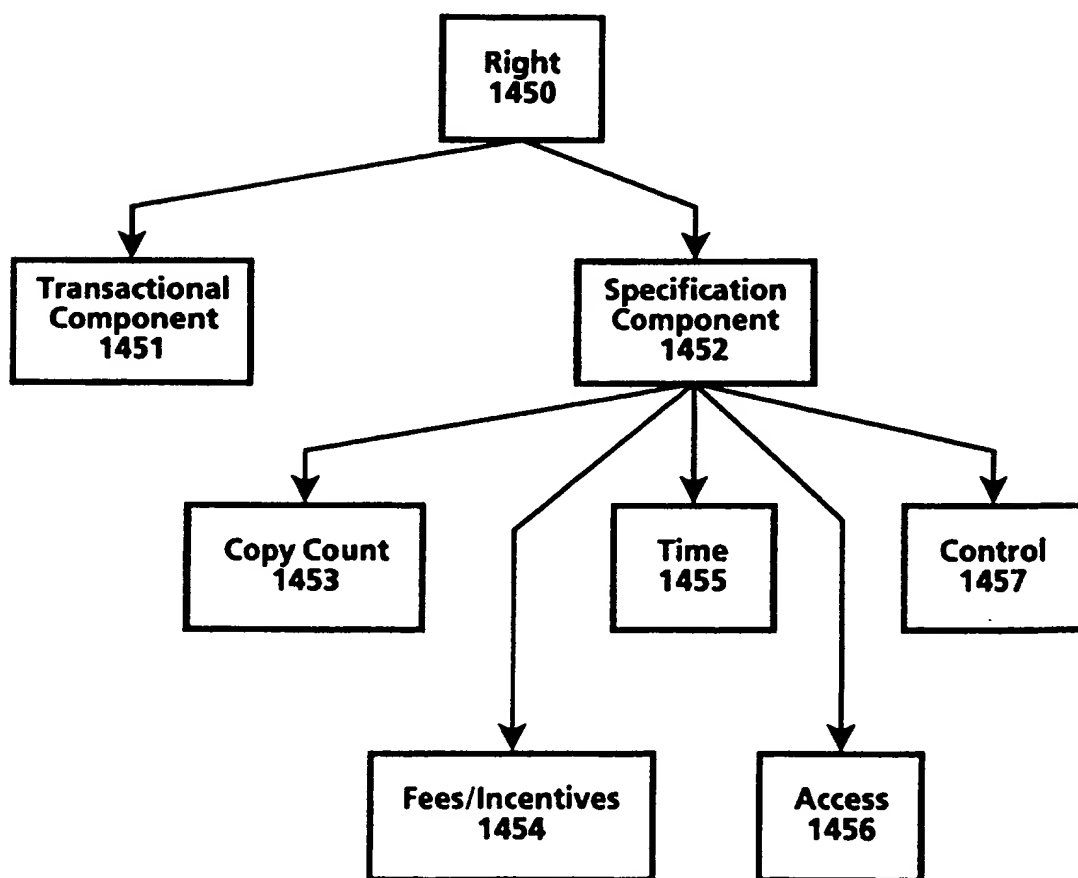 Right
1450
Transactional
Component
1451
Specification
Component
1452
Copy Count
1453
Time
1455
Control
1457
Fees/Incentives
1454
Access
1456